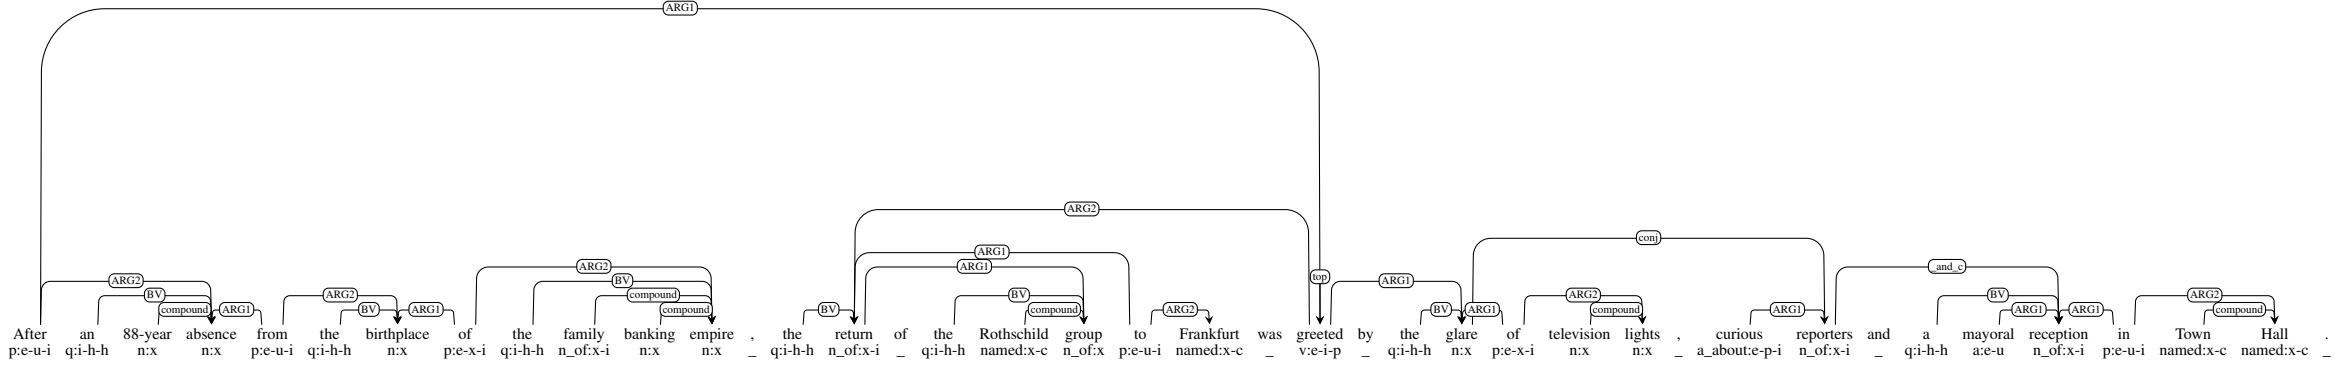 ARG1
ARG2
conj
ARG1
ARG2 ARG1 _and_c
top
ARG2 BV ARG1
BV ARG2 compound BV ARG2 BV ARG2
compound ARG1 BV ARG1 compound BV compound ARG2 BV ARG1 compound ARG1 ARG1 ARG1 compound
After an 88-year absence from the birthplace of the family banking empire , the return of the Rothschild group to Frankfurt was greeted by the glare of television lights , curious reporters and a mayoral reception in Town Hall .
p:e-u-i q:i-h-h n:x n:x p:e-u-i q:i-h-h n:x p:e-x-i q:i-h-h n_of:x-i n:x n:x _ q:i-h-h n_of:x-i _ q:i-h-h named:x-c n_of:x p:e-u-i named:x-c _ v:e-i-p _ q:i-h-h n:x p:e-x-i n:x n:x _ a_about:e-p-i n_of:x-i _ q:i-h-h a:e-u n_of:x-i p:e-u-i named:x-c named:x-c _